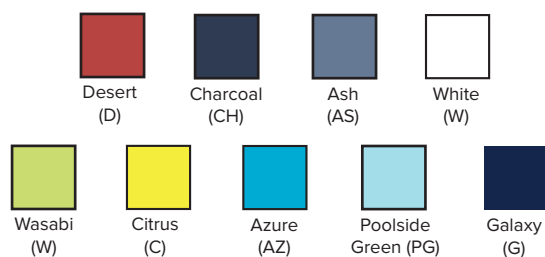 Desert
(D)
Charcoal
(CH)
Ash
(AS)
White
(W)
Wasabi
(W)
Citrus
(C)
Azure
(AZ)
Poolside
Green (PG)
Galaxy
(G)